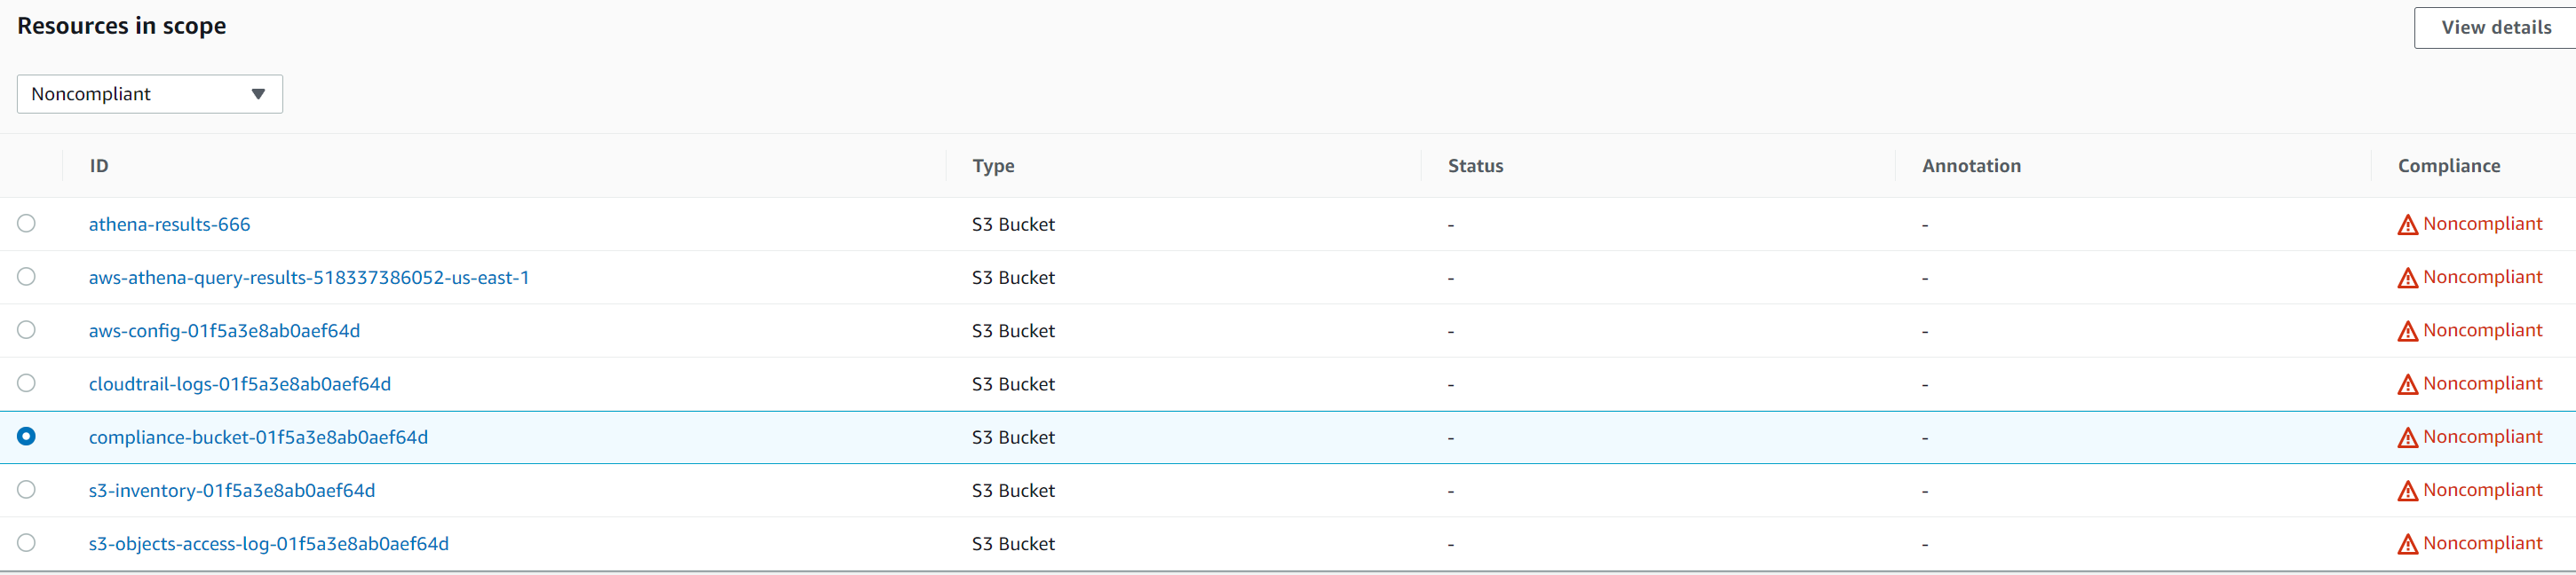 Resources in scope
View details
Noncompliant
ID Type Status Annotation Compliance
athena-results-666 S3 Bucket - - Noncompliant
aws-athena-query-results-518337386052-us-east-1 S3 Bucket - - Noncompliant
aws-config-01f5a3e8ab0aef64d S3 Bucket - - Noncompliant
cloudtrail-logs-01f5a3e8ab0aef64d S3 Bucket - - Noncompliant
compliance-bucket-01f5a3e8ab0aef64d S3 Bucket - - Noncompliant
s3-inventory-01f5a3e8ab0aef64d S3 Bucket - - Noncompliant
s3-objects-access-log-01f5a3e8ab0aef64d S3 Bucket - - Noncompliant